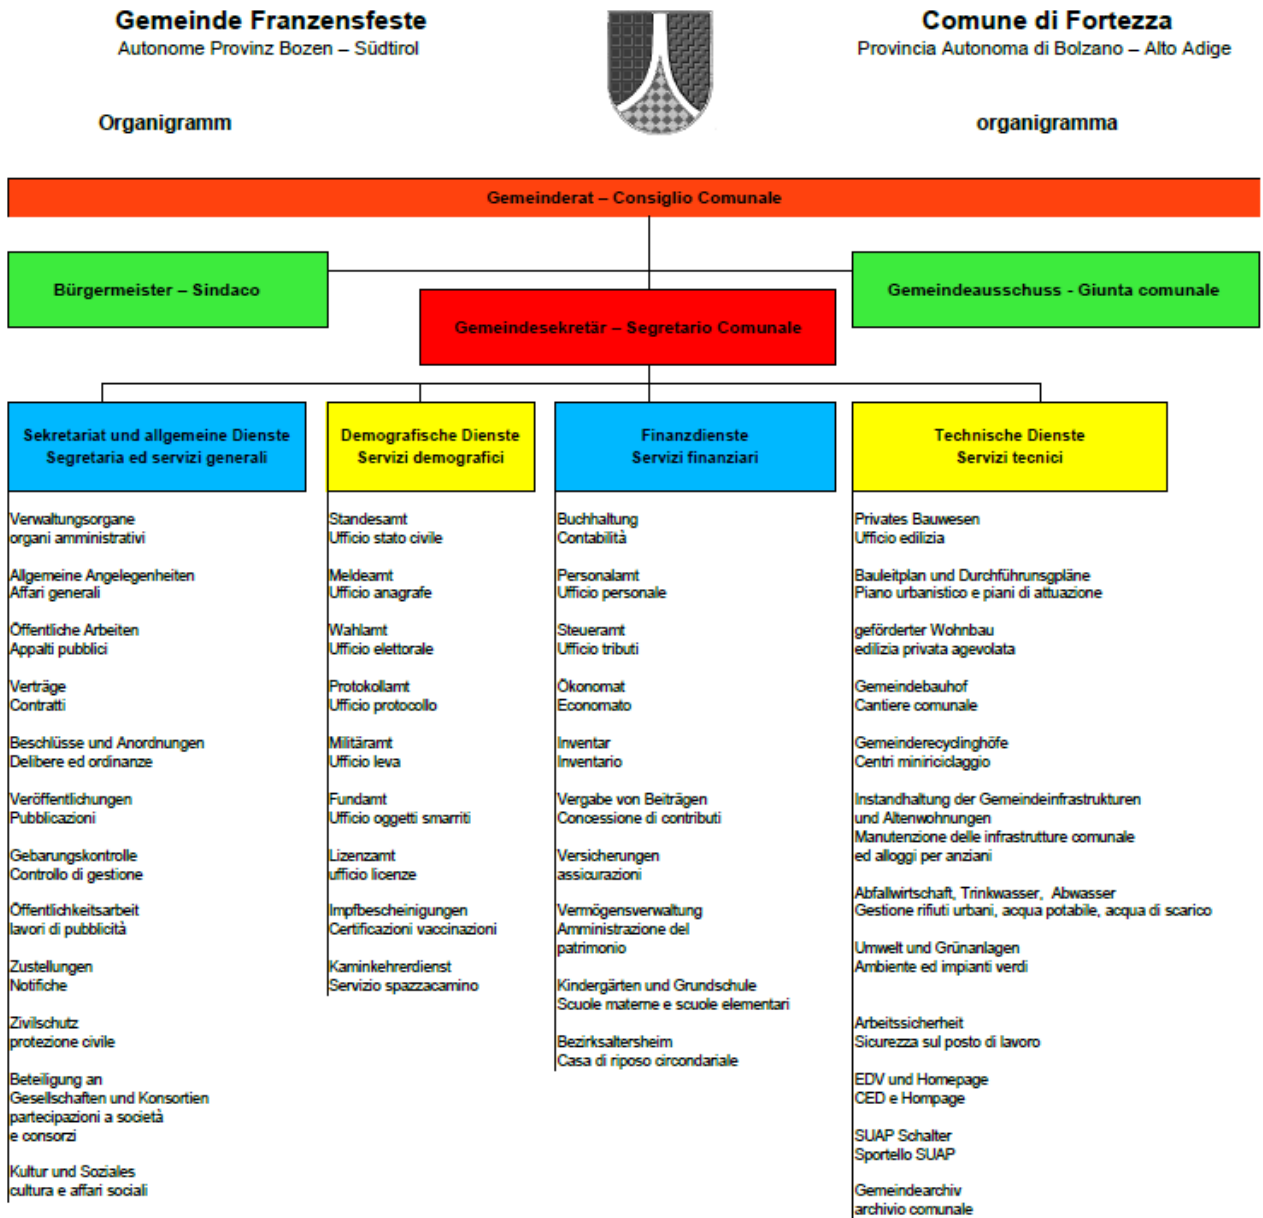 Gemeinde Franzensfeste
Autonome Provinz Bozen – Südtirol
Comune di Fortezza
Provincia Autonoma di Bolzano – Alto Adige
Organigramm
organigramma
Gemeinderat – Consiglio Comunale
Bürgermeister – Sindaco
Gemeindeausschuss - Giunta comunale
Gemeindesekretär – Segretario Comunale
Sekretariat und allgemeine Dienste
Segretaria ed servizi generali
Verwaltungsorgane
organi amministrativi
Allgemeine Angelegenheiten
Affari generali
Öffentliche Arbeiten
Appalti pubblici
Verträge
Contratti
Beschlüsse und Anordnungen
Delibere ed ordinanze
Veröffentlichungen
Pubblicazioni
Gebarungskontrolle
Controllo di gestione
Öffentlichkeitsarbeit
lavori di pubblicità
Zustellungen
Notifiche
Zivilschutz
protezione civile
Beteiligung an
Gesellschaften und Konsortien
partecipazioni a società
e consorzi
Kultur und Soziales
cultura e affari sociali
Demografische Dienste
Servizi demografici
Standesamt
Ufficio stato civile
Meldeamt
Ufficio anagrafe
Wahlamt
Ufficio elettorale
Protokollamt
Ufficio protocollo
Militäramt
Ufficio leva
Fundamt
Ufficio oggetti smarriti
Lizenzamt
ufficio licenze
Impfbescheinigungen
Certificazioni vaccinazioni
Kaminkehrerdienst
Servizio spazzacamino
Finanzdienste
Servizi finanziari
Buchhaltung
Contabilità
Personalamt
Ufficio personale
Steueramt
Ufficio tributi
Ökonomat
Economato
Inventar
Inventario
Vergabe von Beiträgen
Concessione di contributi
Versicherungen
assicurazioni
Vermögensverwaltung
Amministrazione del
patrimonio
Kindergärten und Grundschule
Scuole materne e scuole elementari
Bezirksaltersheim
Casa di riposo circondariale
Technische Dienste
Servizi tecnici
Privates Bauwesen
Ufficio edilizia
Bauleitplan und Durchführunsgpläne
Piano urbanistico e piani di attuazione
geförderter Wohnbau
edilizia privata agevolata
Gemeindebauhof
Cantiere comunale
Gemeinderecyclinghöfe
Centri miniriciclaggio
Instandhaltung der Gemeindeinfrastrukturen
und Altenwohnungen
Manutenzione delle infrastrutture comunale
ed alloggi per anziani
Abfallwirtschaft, Trinkwasser, Abwasser
Gestione rifiuti urbani, acqua potabile, acqua di scarico
Umwelt und Grünanlagen
Ambiente ed impianti verdi
Arbeitssicherheit
Sicurezza sul posto di lavoro
EDV und Homepage
CED e Hompage
SUAP Schalter
Sportello SUAP
Gemeindearchiv
archivio comunale